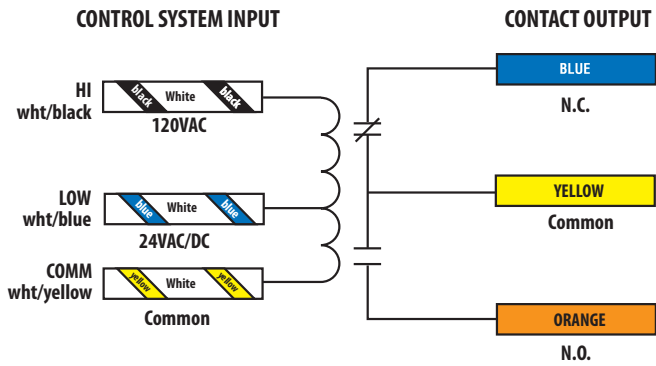 CONTROL SYSTEM INPUT
CONTACT OUTPUT
HI
wht/black
black White black
120VAC
LOW
wht/blue
blue White blue
24VAC/DC
COMM
wht/yellow
yellow White yellow
Common
BLUE
N.C.
YELLOW
Common
ORANGE
N.O.